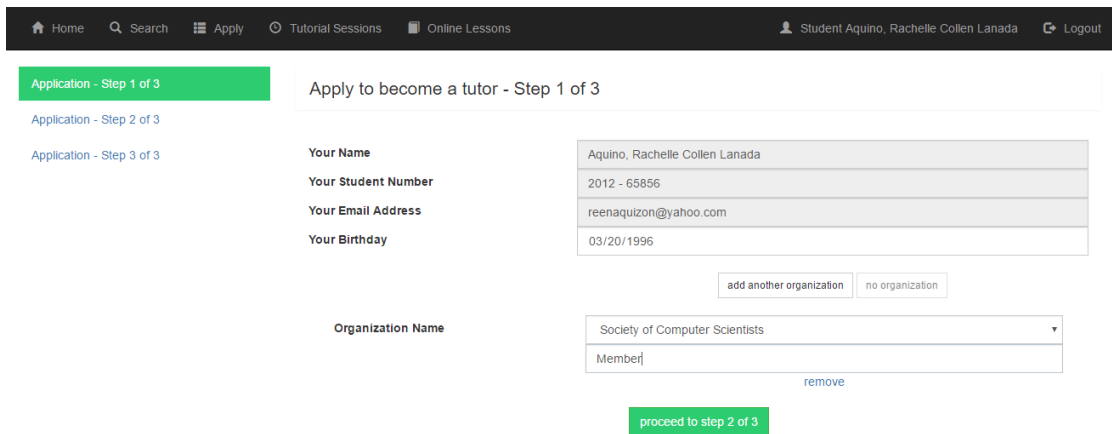 Home Search Apply Tutorial Sessions Online Lessons Student Aquino, Rachelle Collen Lanada Logout
Application - Step 1 of 3
Application - Step 2 of 3
Application - Step 3 of 3
Apply to become a tutor - Step 1 of 3
Your Name Aquino, Rachelle Collen Lanada
Your Student Number 2012 - 65856
Your Email Address reenaquizon@yahoo.com
Your Birthday 03/20/1996
add another organization no organization
Organization Name Society of Computer Scientists
Member
remove
proceed to step 2 of 3